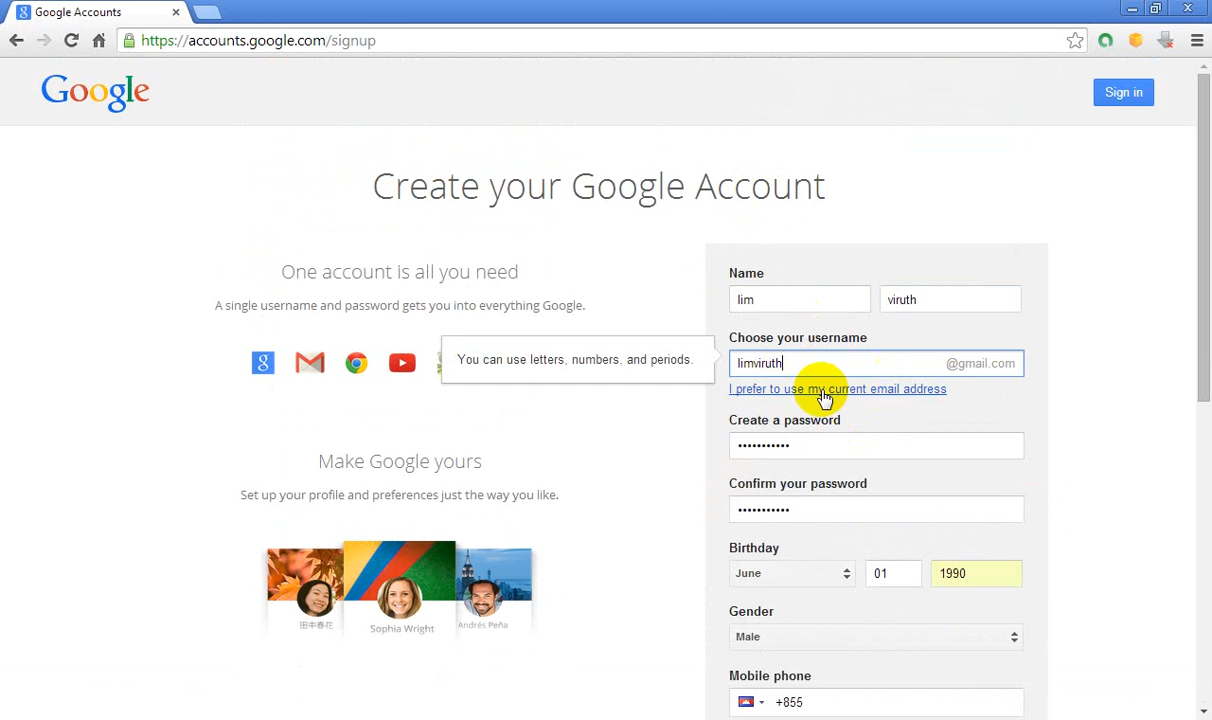 Google Accounts
https://accounts.google.com/signup
Google
Sign in
Create your Google Account
One account is all you need
A single username and password gets you into everything Google.
Make Google yours
Set up your profile and preferences just the way you like.
田中春花
Sophia Wright
Andrés Peña
Name
lim
viruth
Choose your username
You can use letters, numbers, and periods.
limviruth
@gmail.com
I prefer to use my current email address
Create a password
•••••••••••
Confirm your password
•••••••••••
Birthday
June
01
1990
Gender
Male
Mobile phone
+855